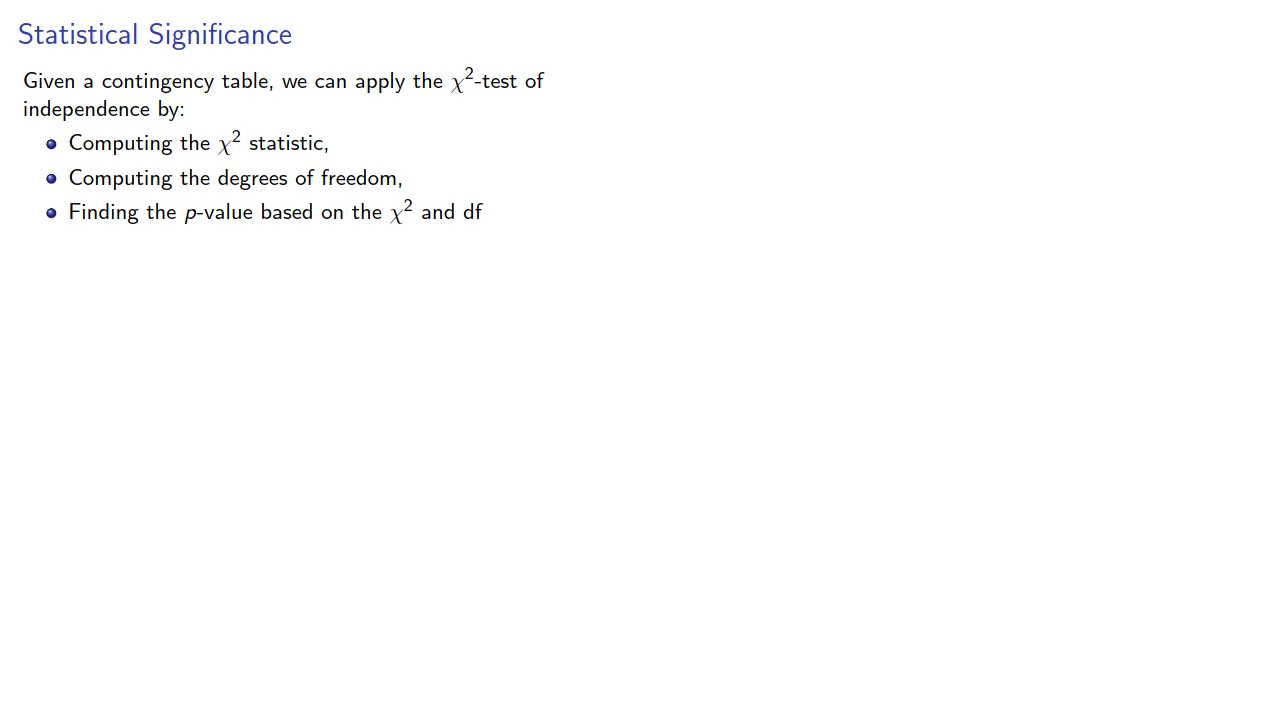 Statistical Significance
Given a contingency table, we can apply the χ²-test of
independence by:
Computing the χ² statistic,
Computing the degrees of freedom,
Finding the p-value based on the χ² and df